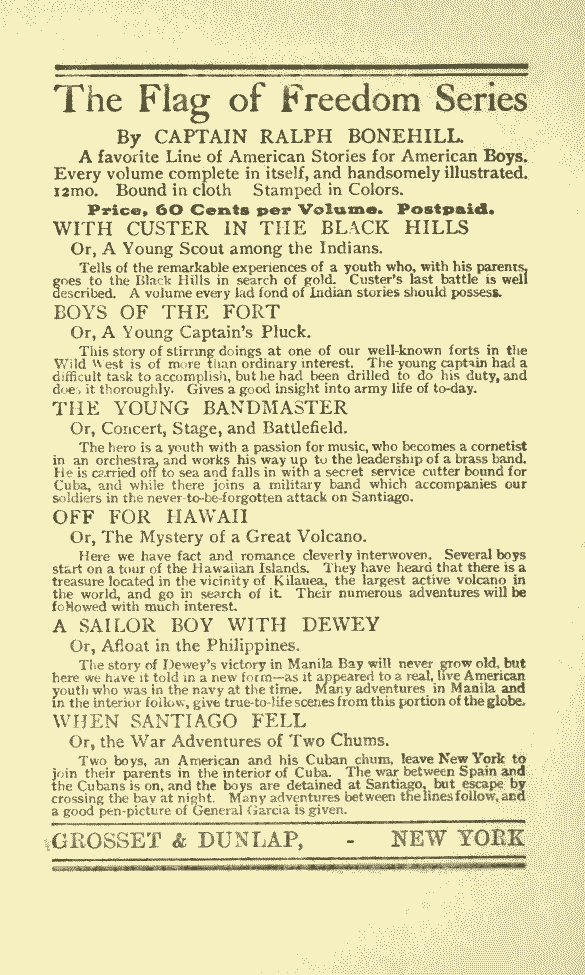 The Flag of Freedom Series
By CAPTAIN RALPH BONEHILL.
A favorite Line of American Stories for American Boys.
Every volume complete in itself, and handsomely illustrated.
12mo. Bound in cloth Stamped in Colors.
Price, 60 Cents per Volume. Postpaid.
WITH CUSTER IN THE BLACK HILLS
Or, A Young Scout among the Indians.
Tells of the remarkable experiences of a youth who, with his parents,
goes to the Black Hills in search of gold. Custer's last battle is well
described. A volume every lad fond of Indian stories should possess.
BOYS OF THE FORT
Or, A Young Captain's Pluck.
This story of stirring doings at one of our well-known forts in the
Wild West is of more than ordinary interest. The young captain had a
difficult task to accomplish, but he had been drilled to do his duty, and
does it thoroughly. Gives a good insight into army life of to-day.
THE YOUNG BANDMASTER
Or, Concert, Stage, and Battlefield.
The hero is a youth with a passion for music, who becomes a cornetist
in an orchestra, and works his way up to the leadership of a brass band.
He is carried off to sea and falls in with a secret service cutter bound for
Cuba, and while there joins a military band which accompanies our
soldiers in the never-to-be-forgotten attack on Santiago.
OFF FOR HAWAII
Or, The Mystery of a Great Volcano.
Here we have fact and romance cleverly interwoven. Several boys
start on a tour of the Hawaiian Islands. They have heard that there is a
treasure located in the vicinity of Kilauea, the largest active volcano in
the world, and go in search of it. Their numerous adventures will be
followed with much interest.
A SAILOR BOY WITH DEWEY
Or, Afloat in the Philippines.
The story of Dewey's victory in Manila Bay will never grow old, but
here we have it told in a new form—as it appeared to a real, live American
youth who was in the navy at the time. Many adventures in Manila and
in the interior follow, give true-to-life scenes from this portion of the globe.
WHEN SANTIAGO FELL
Or, the War Adventures of Two Chums.
Two boys, an American and his Cuban chum, leave New York to
join their parents in the interior of Cuba. The war between Spain and
the Cubans is on, and the boys are detained at Santiago, but escape by
crossing the bay at night. Many adventures between the lines follow, and
a good pen-picture of General Garcia is given.
GROSSET & DUNLAP, - NEW YORK